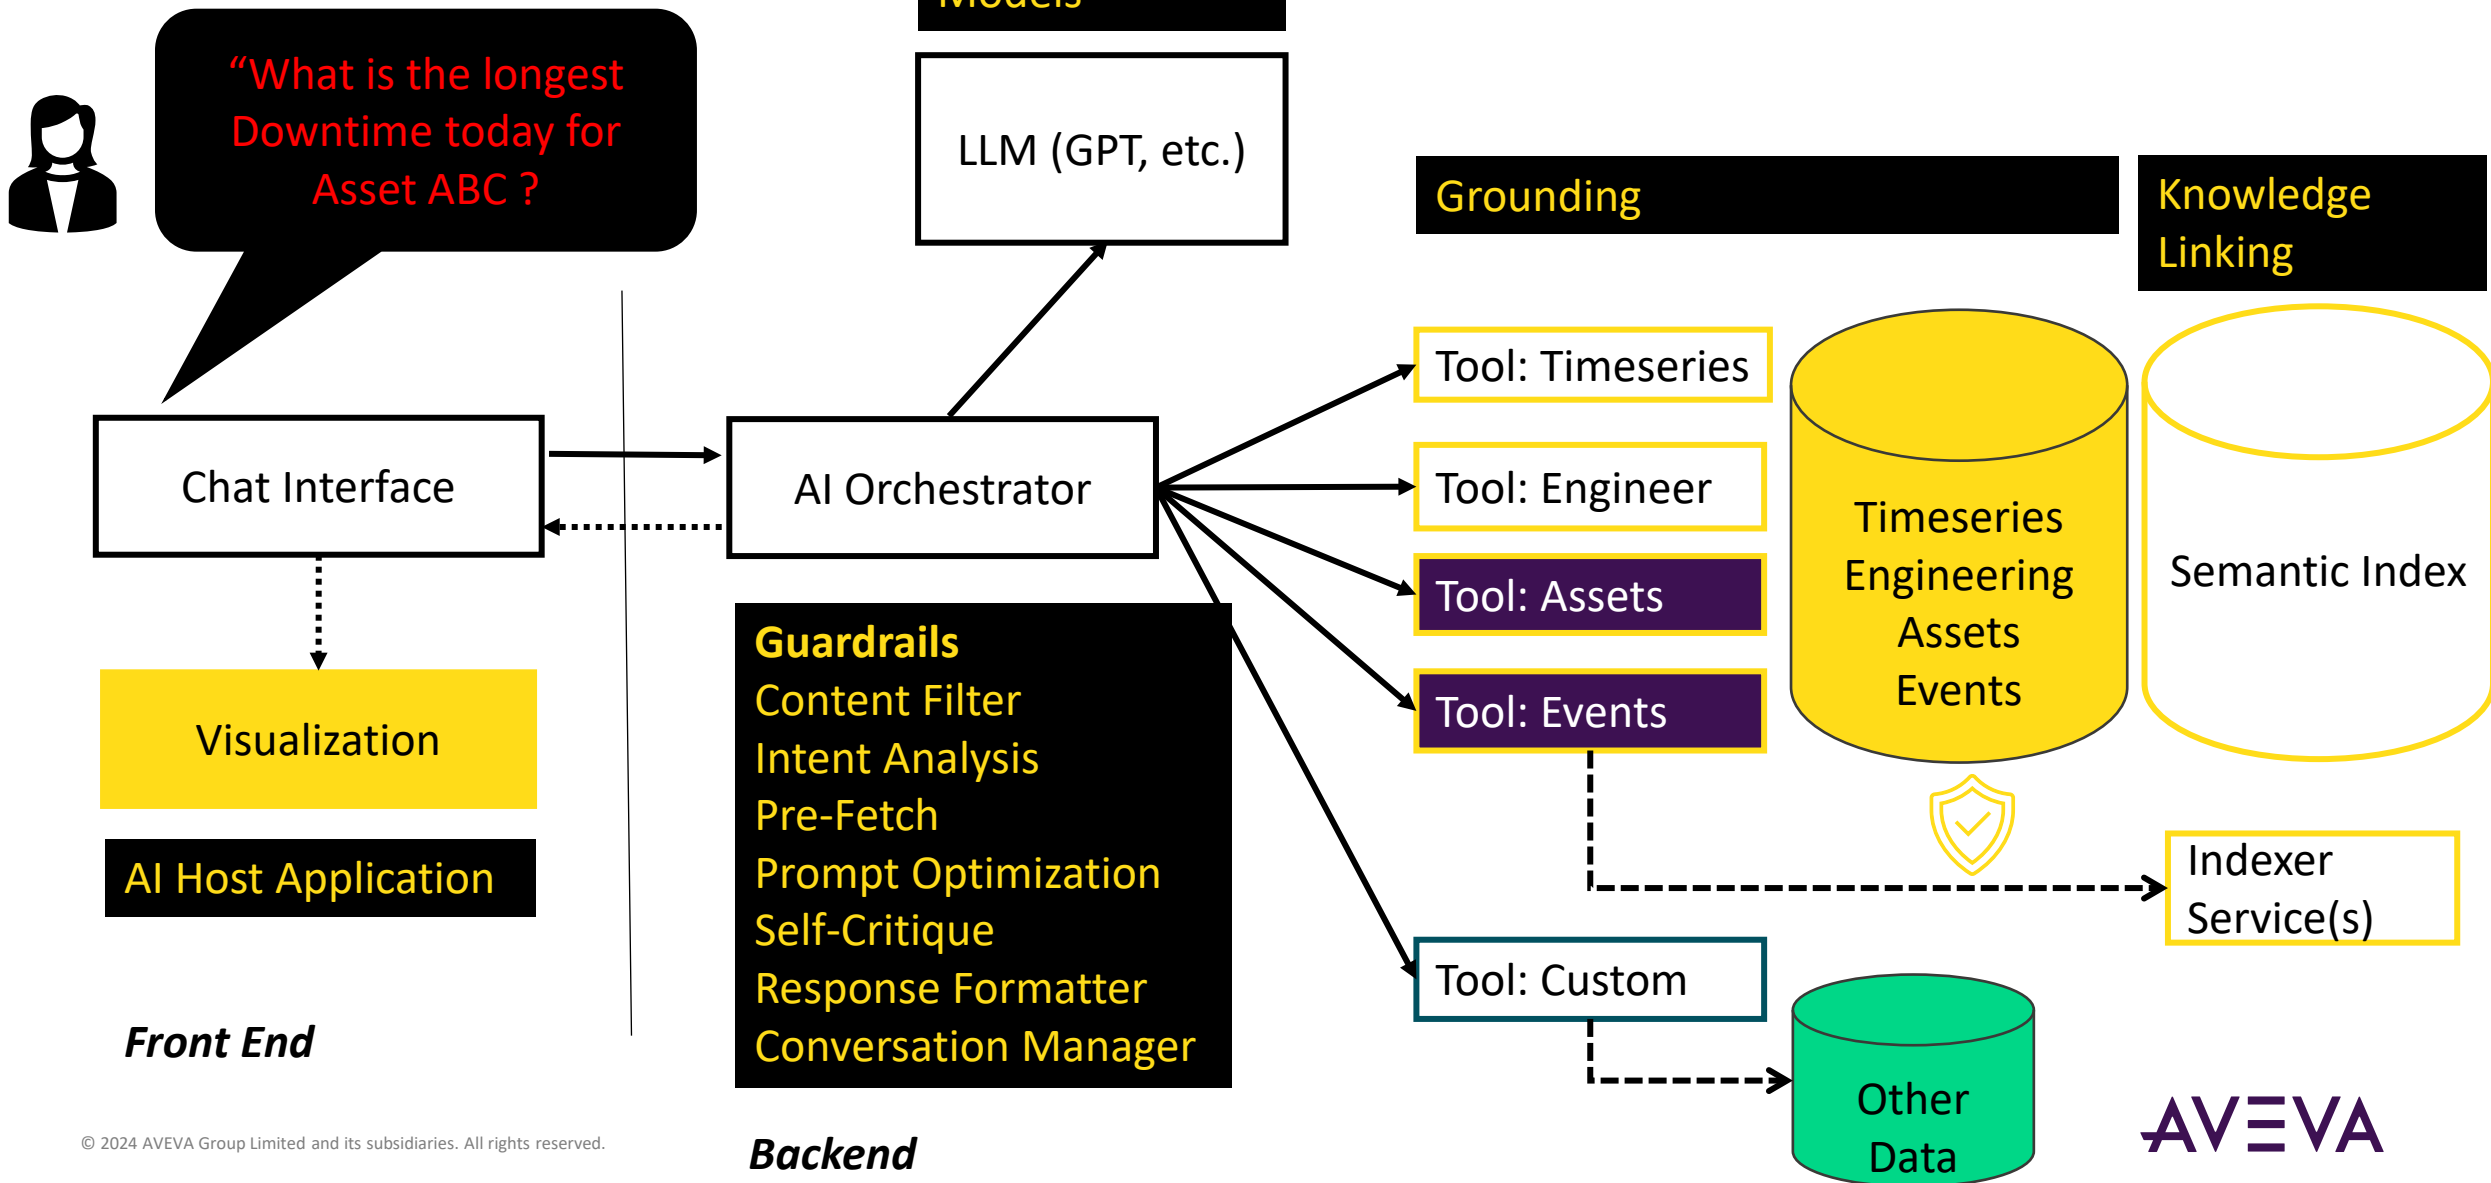 Models
“What is the longest
Downtime today for
Asset ABC ?
LLM (GPT, etc.)
Grounding
Knowledge
Linking
Tool: Timeseries
Chat Interface
AI Orchestrator
Tool: Engineer
Timeseries
Engineering
Assets
Events
Semantic Index
Tool: Assets
Tool: Events
Guardrails
Content Filter
Intent Analysis
Pre-Fetch
Prompt Optimization
Self-Critique
Response Formatter
Conversation Manager
Visualization
AI Host Application
Indexer
Service(s)
Tool: Custom
Other
Data
Front End
Backend
© 2024 AVEVA Group Limited and its subsidiaries. All rights reserved.
AVEVA